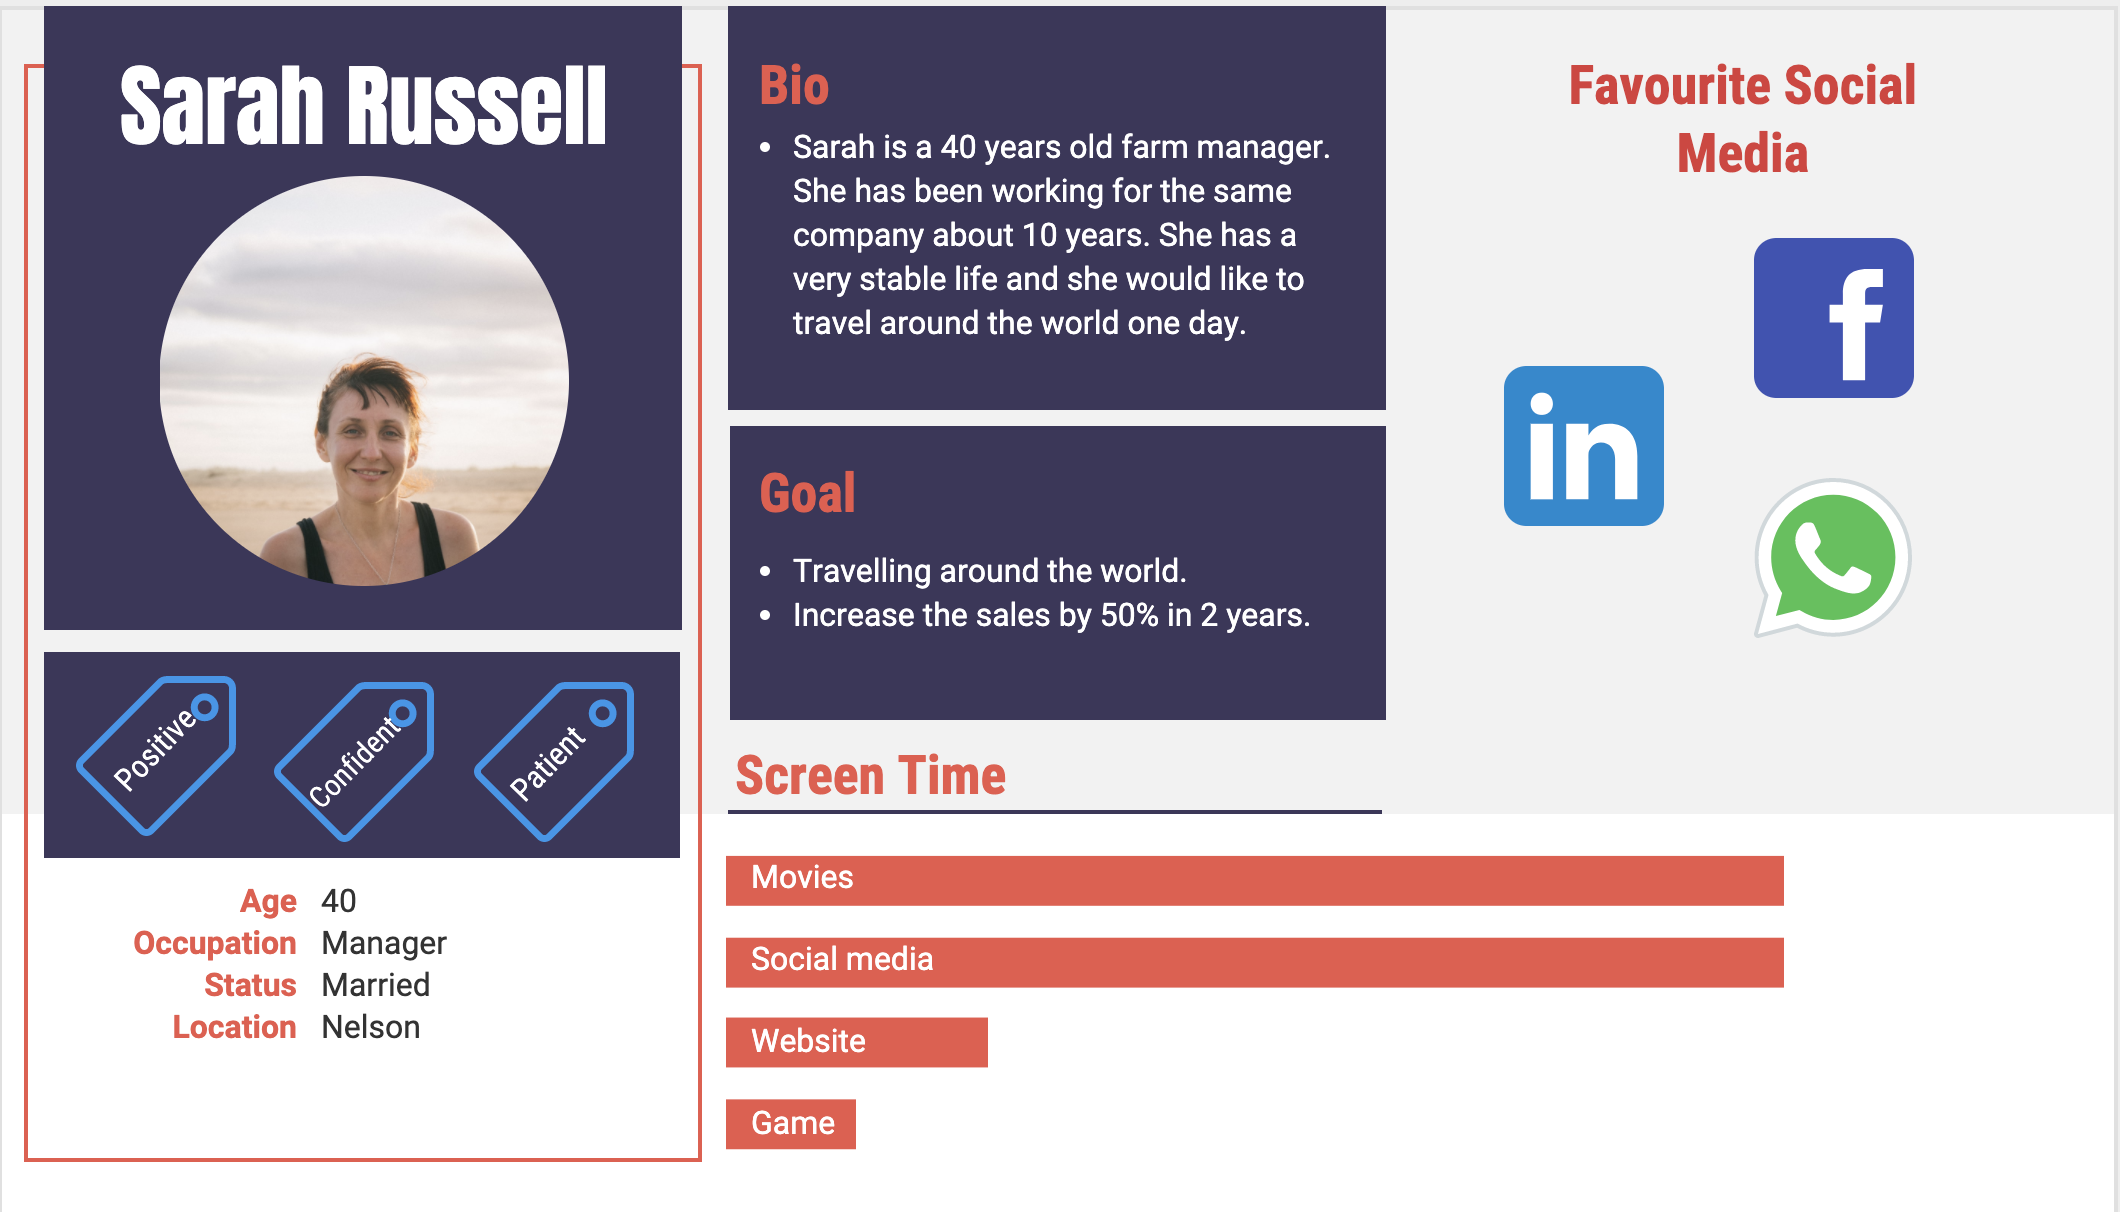 Sarah Russell
Positive
Confident
Patient
Age 40
Occupation Manager
Status Married
Location Nelson
Bio
• Sarah is a 40 years old farm manager.
She has been working for the same
company about 10 years. She has a
very stable life and she would like to
travel around the world one day.
Goal
• Travelling around the world.
• Increase the sales by 50% in 2 years.
Screen Time
Movies
Social media
Website
Game
Favourite Social
Media
f
in